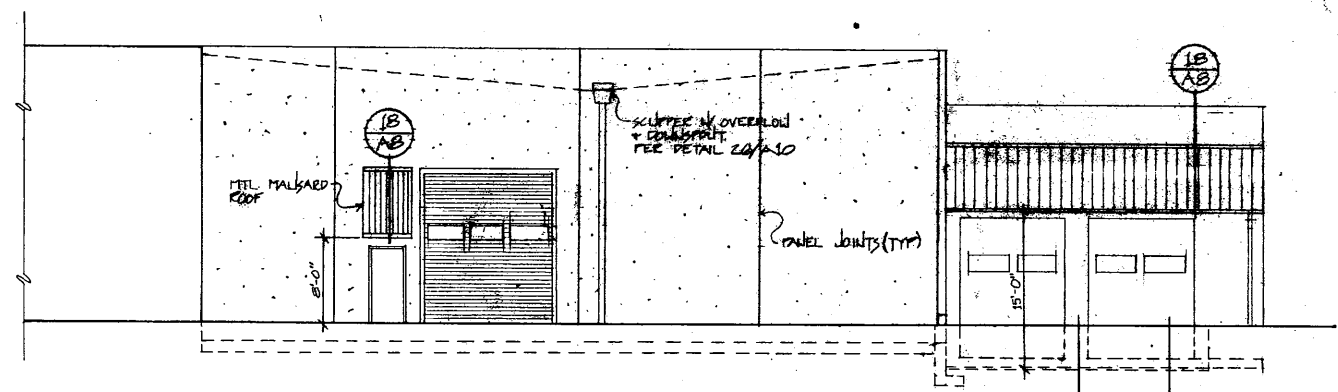 18
A8
18
A8
SCUPPER W/ OVERFLOW
+ DOWNSPOUT
PER DETAIL 26/A10
MTL MANSARD
ROOF
PANEL JOINTS (TYP)
8'-0"
15'-0"